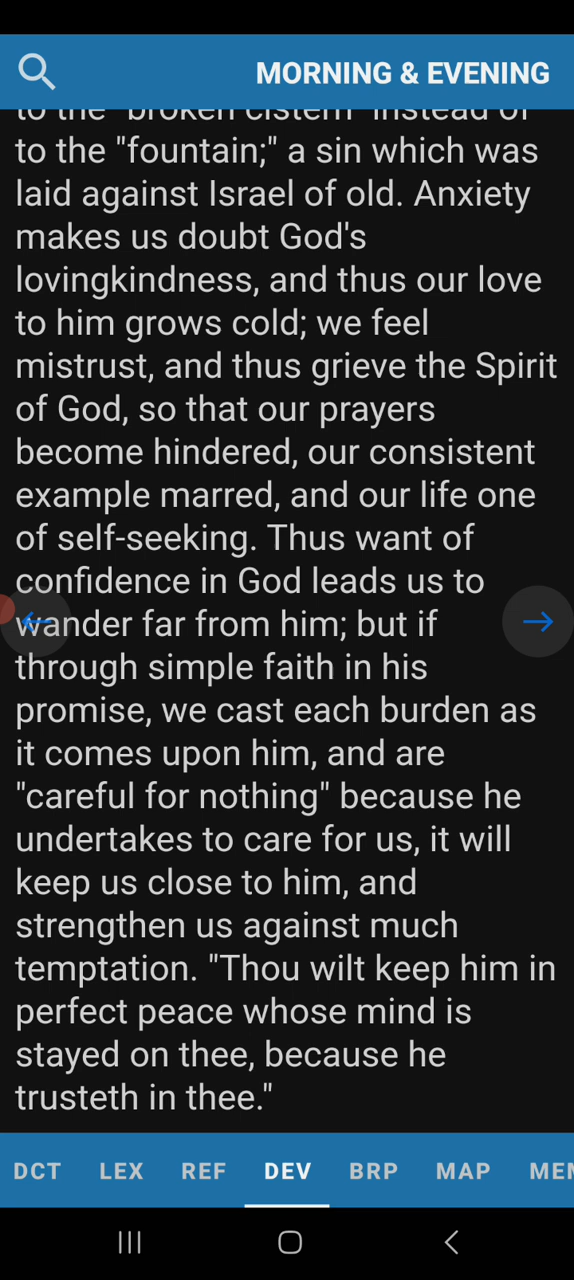 MORNING & EVENING
to the "broken cistern" instead of
to the "fountain;" a sin which was
laid against Israel of old. Anxiety
makes us doubt God's
lovingkindness, and thus our love
to him grows cold; we feel
mistrust, and thus grieve the Spirit
of God, so that our prayers
become hindered, our consistent
example marred, and our life one
of self-seeking. Thus want of
confidence in God leads us to
wander far from him; but if
through simple faith in his
promise, we cast each burden as
it comes upon him, and are
"careful for nothing" because he
undertakes to care for us, it will
keep us close to him, and
strengthen us against much
temptation. "Thou wilt keep him in
perfect peace whose mind is
stayed on thee, because he
trusteth in thee."
DCT LEX REF DEV BRP MAP MEM